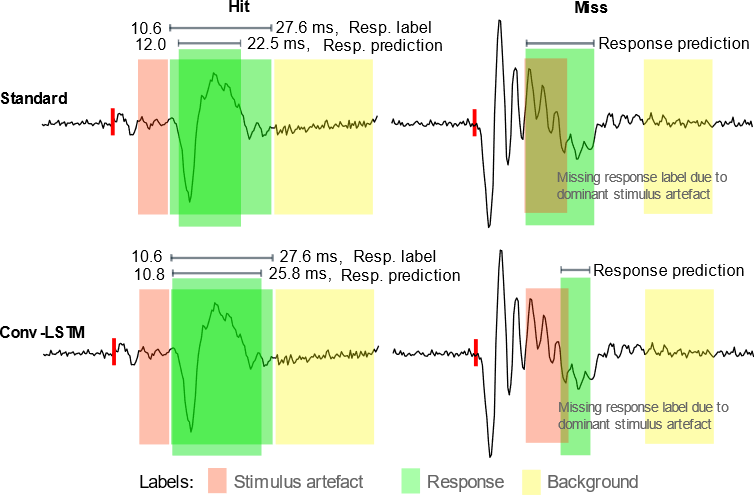 Hit
Miss
10.6
27.6 ms, Resp. label
12.0
22.5 ms, Resp. prediction
Response prediction
Standard
Missing response label due to
dominant stimulus artefact
10.6
27.6 ms, Resp. label
10.8
25.8 ms, Resp. prediction
Response prediction
Conv-LSTM
Missing response label due to
dominant stimulus artefact
Labels:
Stimulus artefact
Response
Background